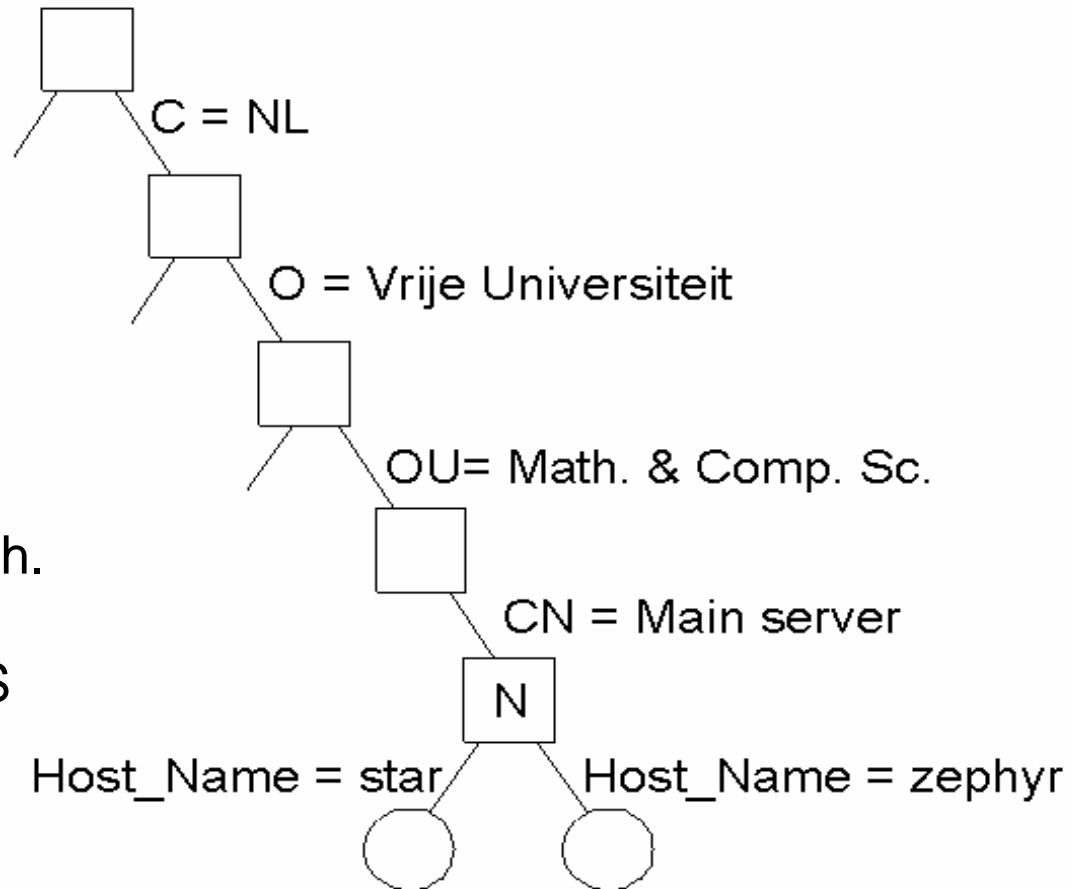 C = NL
O = Vrije Universiteit
OU= Math. & Comp. Sc.
h.
CN = Main server
S
N
Host_Name = star
Host_Name = zephyr